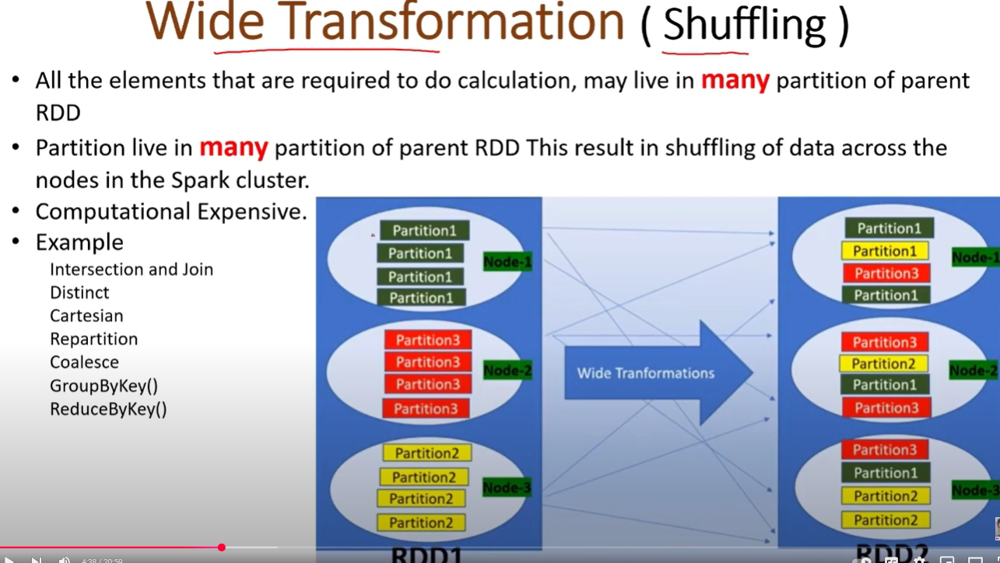 Wide Transformation ( Shuffling )
• All the elements that are required to do calculation, may live in many partition of parent
RDD
• Partition live in many partition of parent RDD This result in shuffling of data across the
nodes in the Spark cluster.
• Computational Expensive.
• Example
Intersection and Join
Distinct
Cartesian
Repartition
Coalesce
GroupByKey()
ReduceByKey()
Partition1
Partition1
Partition1
Partition1
Node-1
Partition3
Partition3
Partition3
Partition3
Node-2
Partition2
Partition2
Partition2
Partition2
Node-3
RDD1
Wide Tranformations
Partition1
Partition1
Partition3
Partition1
Node-1
Partition3
Partition2
Partition1
Partition3
Node-2
Partition3
Partition1
Partition2
Partition2
Node-3
RDD2
4:38 / 20:59